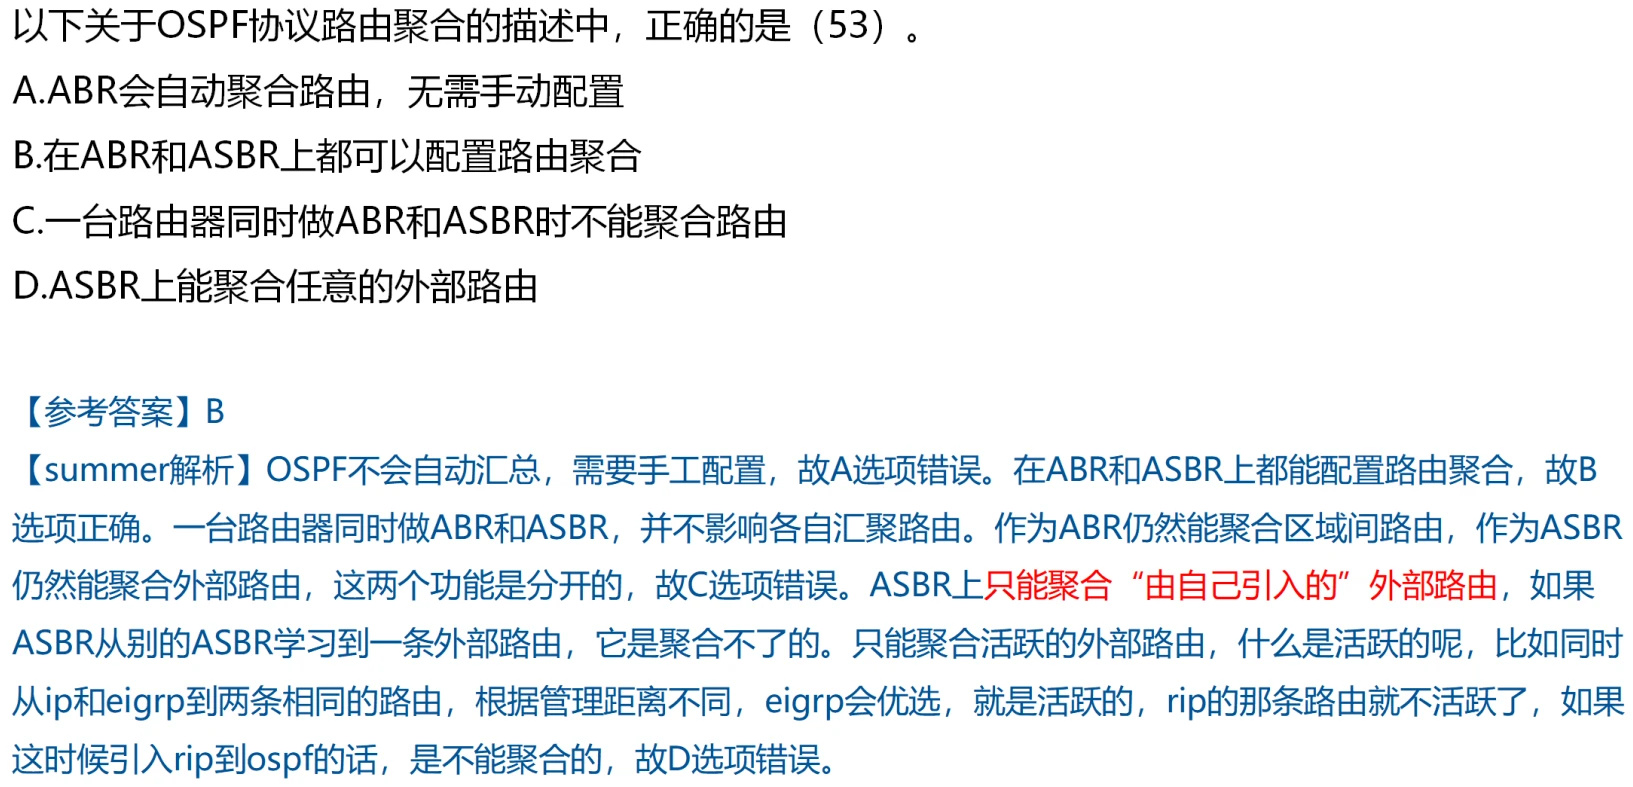 以下关于OSPF协议路由聚合的描述中，正确的是（53）。
A.ABR会自动聚合路由，无需手动配置
B.在ABR和ASBR上都可以配置路由聚合
C.一台路由器同时做ABR和ASBR时不能聚合路由
D.ASBR上能聚合任意的外部路由
【参考答案】B
【summer解析】OSPF不会自动汇总，需要手工配置，故A选项错误。在ABR和ASBR上都能配置路由聚合，故B
选项正确。一台路由器同时做ABR和ASBR，并不影响各自汇聚路由。作为ABR仍然能聚合区域间路由，作为ASBR
仍然能聚合外部路由，这两个功能是分开的，故C选项错误。ASBR上只能聚合“由自己引入的”外部路由，如果
ASBR从别的ASBR学习到一条外部路由，它是聚合不了的。只能聚合活跃的外部路由，什么是活跃的呢，比如同时
从ip和eigrp到两条相同的路由，根据管理距离不同，eigrp会优选，就是活跃的，rip的那条路由就不活跃了，如果
这时候引入rip到ospf的话，是不能聚合的，故D选项错误。